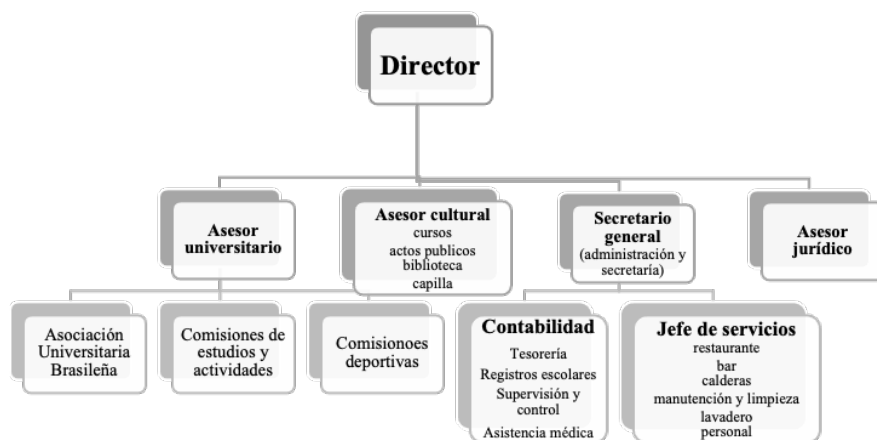 Director
Asesor
universitario
Asesor cultural
cursos
actos publicos
biblioteca
capilla
Secretario
general
(administración y
secretaría)
Asesor
jurídico
Asociación
Universitaria
Brasileña
Comisiones de
estudios y
actividades
Comisionoes
deportivas
Contabilidad
Tesorería
Registros escolares
Supervisión y
control
Asistencia médica
Jefe de servicios
restaurante
bar
calderas
manutención y limpieza
lavadero
personal